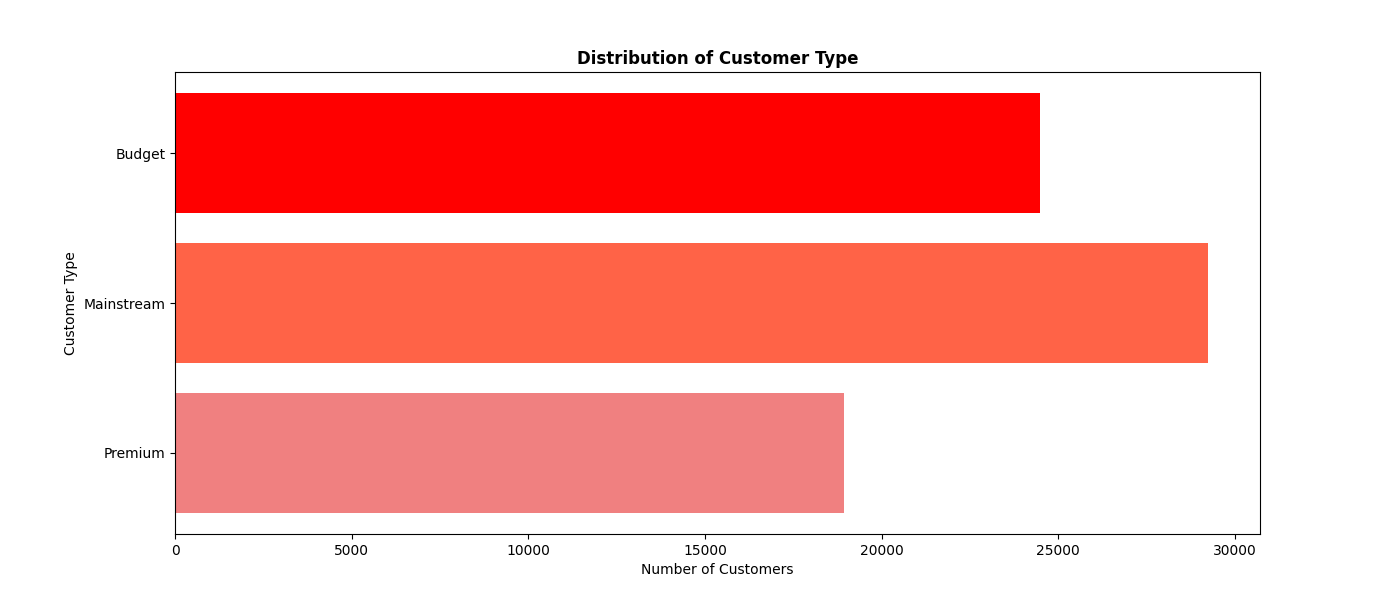 Distribution of Customer Type
Customer Type
Budget
Mainstream
Premium
0 5000 10000 15000 20000 25000 30000
Number of Customers